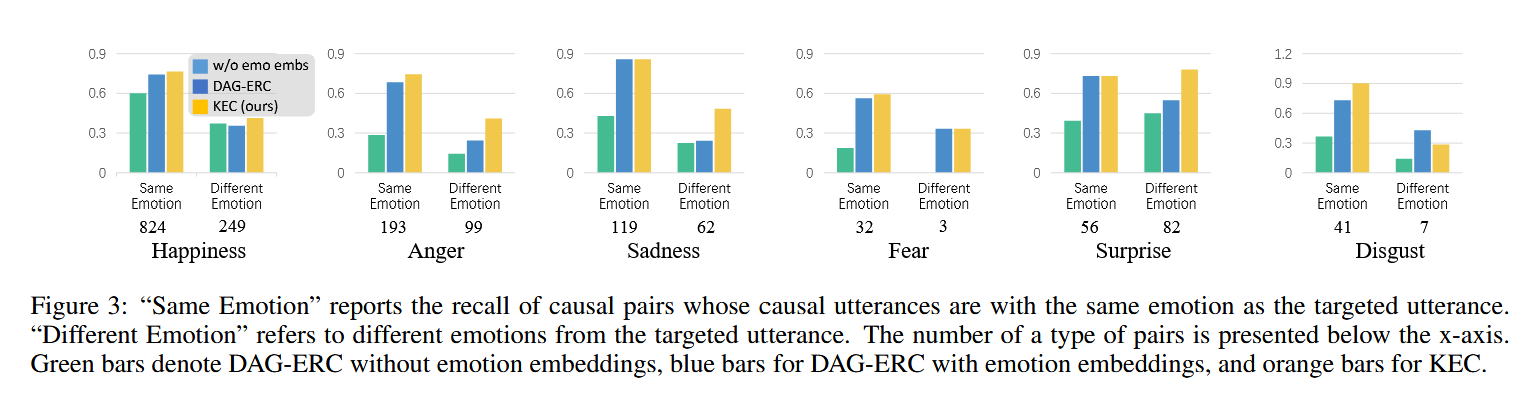 0.9 0.6 0.3 0
w/o emo embs
DAG-ERC
KEC (ours)
Same Emotion Different Emotion
824 249
Happiness
0.9 0.6 0.3 0
Same Emotion Different Emotion
193 99
Anger
0.9 0.6 0.3 0
Same Emotion Different Emotion
119 62
Sadness
0.9 0.6 0.3 0
Same Emotion Different Emotion
32 3
Fear
0.9 0.6 0.3 0
Same Emotion Different Emotion
56 82
Surprise
1.2 0.9 0.6 0.3 0
Same Emotion Different Emotion
41 7
Disgust
Figure 3: “Same Emotion” reports the recall of causal pairs whose causal utterances are with the same emotion as the targeted utterance.
“Different Emotion” refers to different emotions from the targeted utterance. The number of a type of pairs is presented below the x-axis.
Green bars denote DAG-ERC without emotion embeddings, blue bars for DAG-ERC with emotion embeddings, and orange bars for KEC.